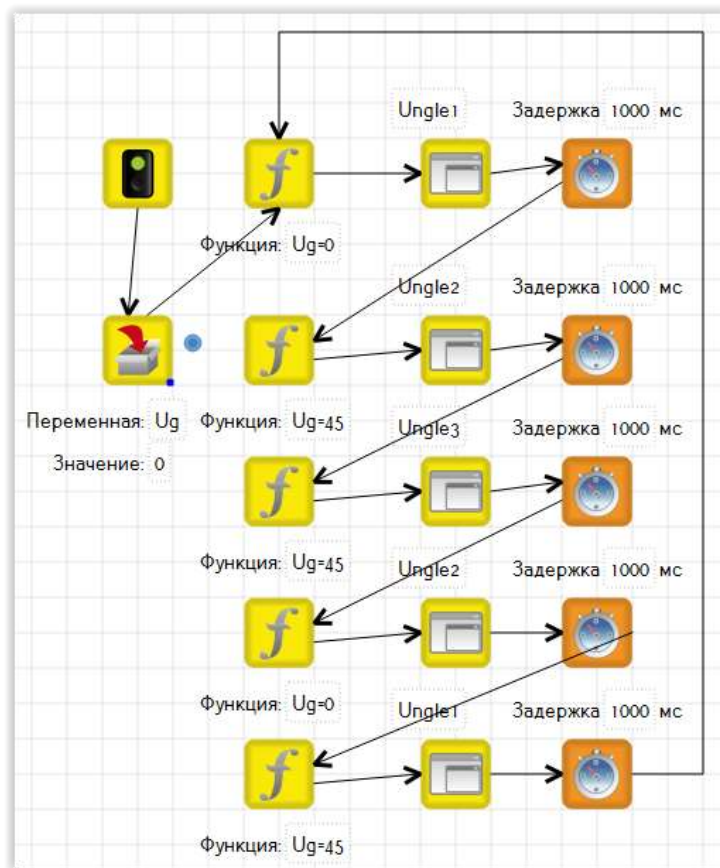 Ungle1 Задержка 1000 мс
Функция: Ug=0
Ungle2 Задержка 1000 мс
Переменная: Ug Функция: Ug=45 Ungle3 Задержка 1000 мс
Значение: 0
Функция: Ug=45 Ungle2 Задержка 1000 мс
Функция: Ug=0 Ungle1 Задержка 1000 мс
Функция: Ug=45